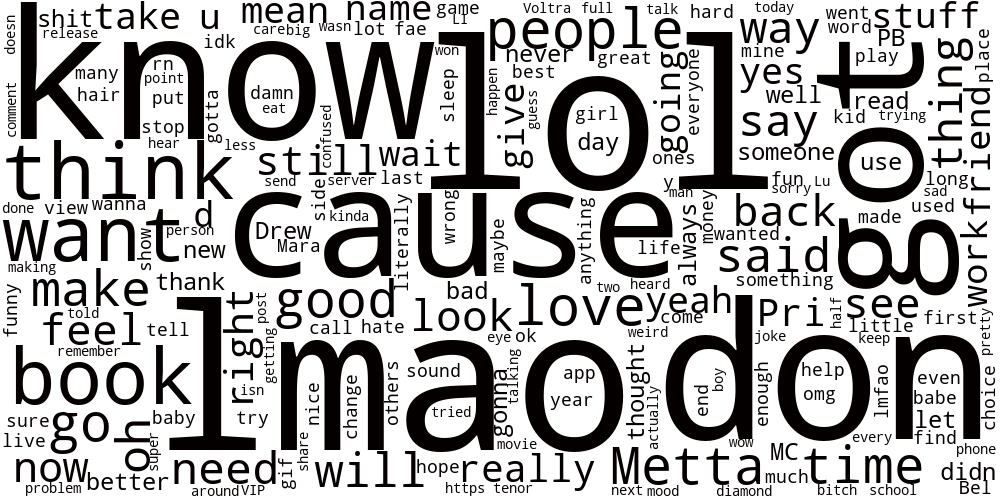 doesn
shit
take u
mean
name
game
LI
Voltra
full
talk
hard
today
went
stuff
release
idk
carebig
wasn
lot
fae
people
way
word
PB
know
lol
won
never
great
going
mine
play
got
many
rn
point
damn
best
yes
place
hair
put
eat
sleep
happen
girl
everyone
well
read
comment
stop
gotta
confused
give
guess
day
say
kid
trying
thing
hear
less
think
still
wait
ones
someone
use
send
server
last
y
man
fun
Lu
sorry
long
sad
done
view
wanna
d
side
kinda
cause
wrong
always
money
back
made
used
friend
want
person
Drew
literally
maybe
anything
life
wanted
work
show
new
Mara
said
making
thank
two
heard
something
funny
make
post
good
bad
love
yeah
Pri
half
see
told
right
call
hate
look
come
little
first
feel
tell
getting
eye
ok
weird
joke
keep
pretty
remember
lmao
don
book
isn
nice
change
others
sound
talking
app
thought
end
boy
enough
help
lmfao
even
year
omg
babe
choice
sure
go
oh
baby
try
tried
gonna
actually
let
live
super
share
movie
wow
MC
every
find
phone
now
need
gif
will
hope
really
Metta
much
time
didn
problem
better
around
VIP
https
tenor
next
mood
diamond
bitch
school
Bel